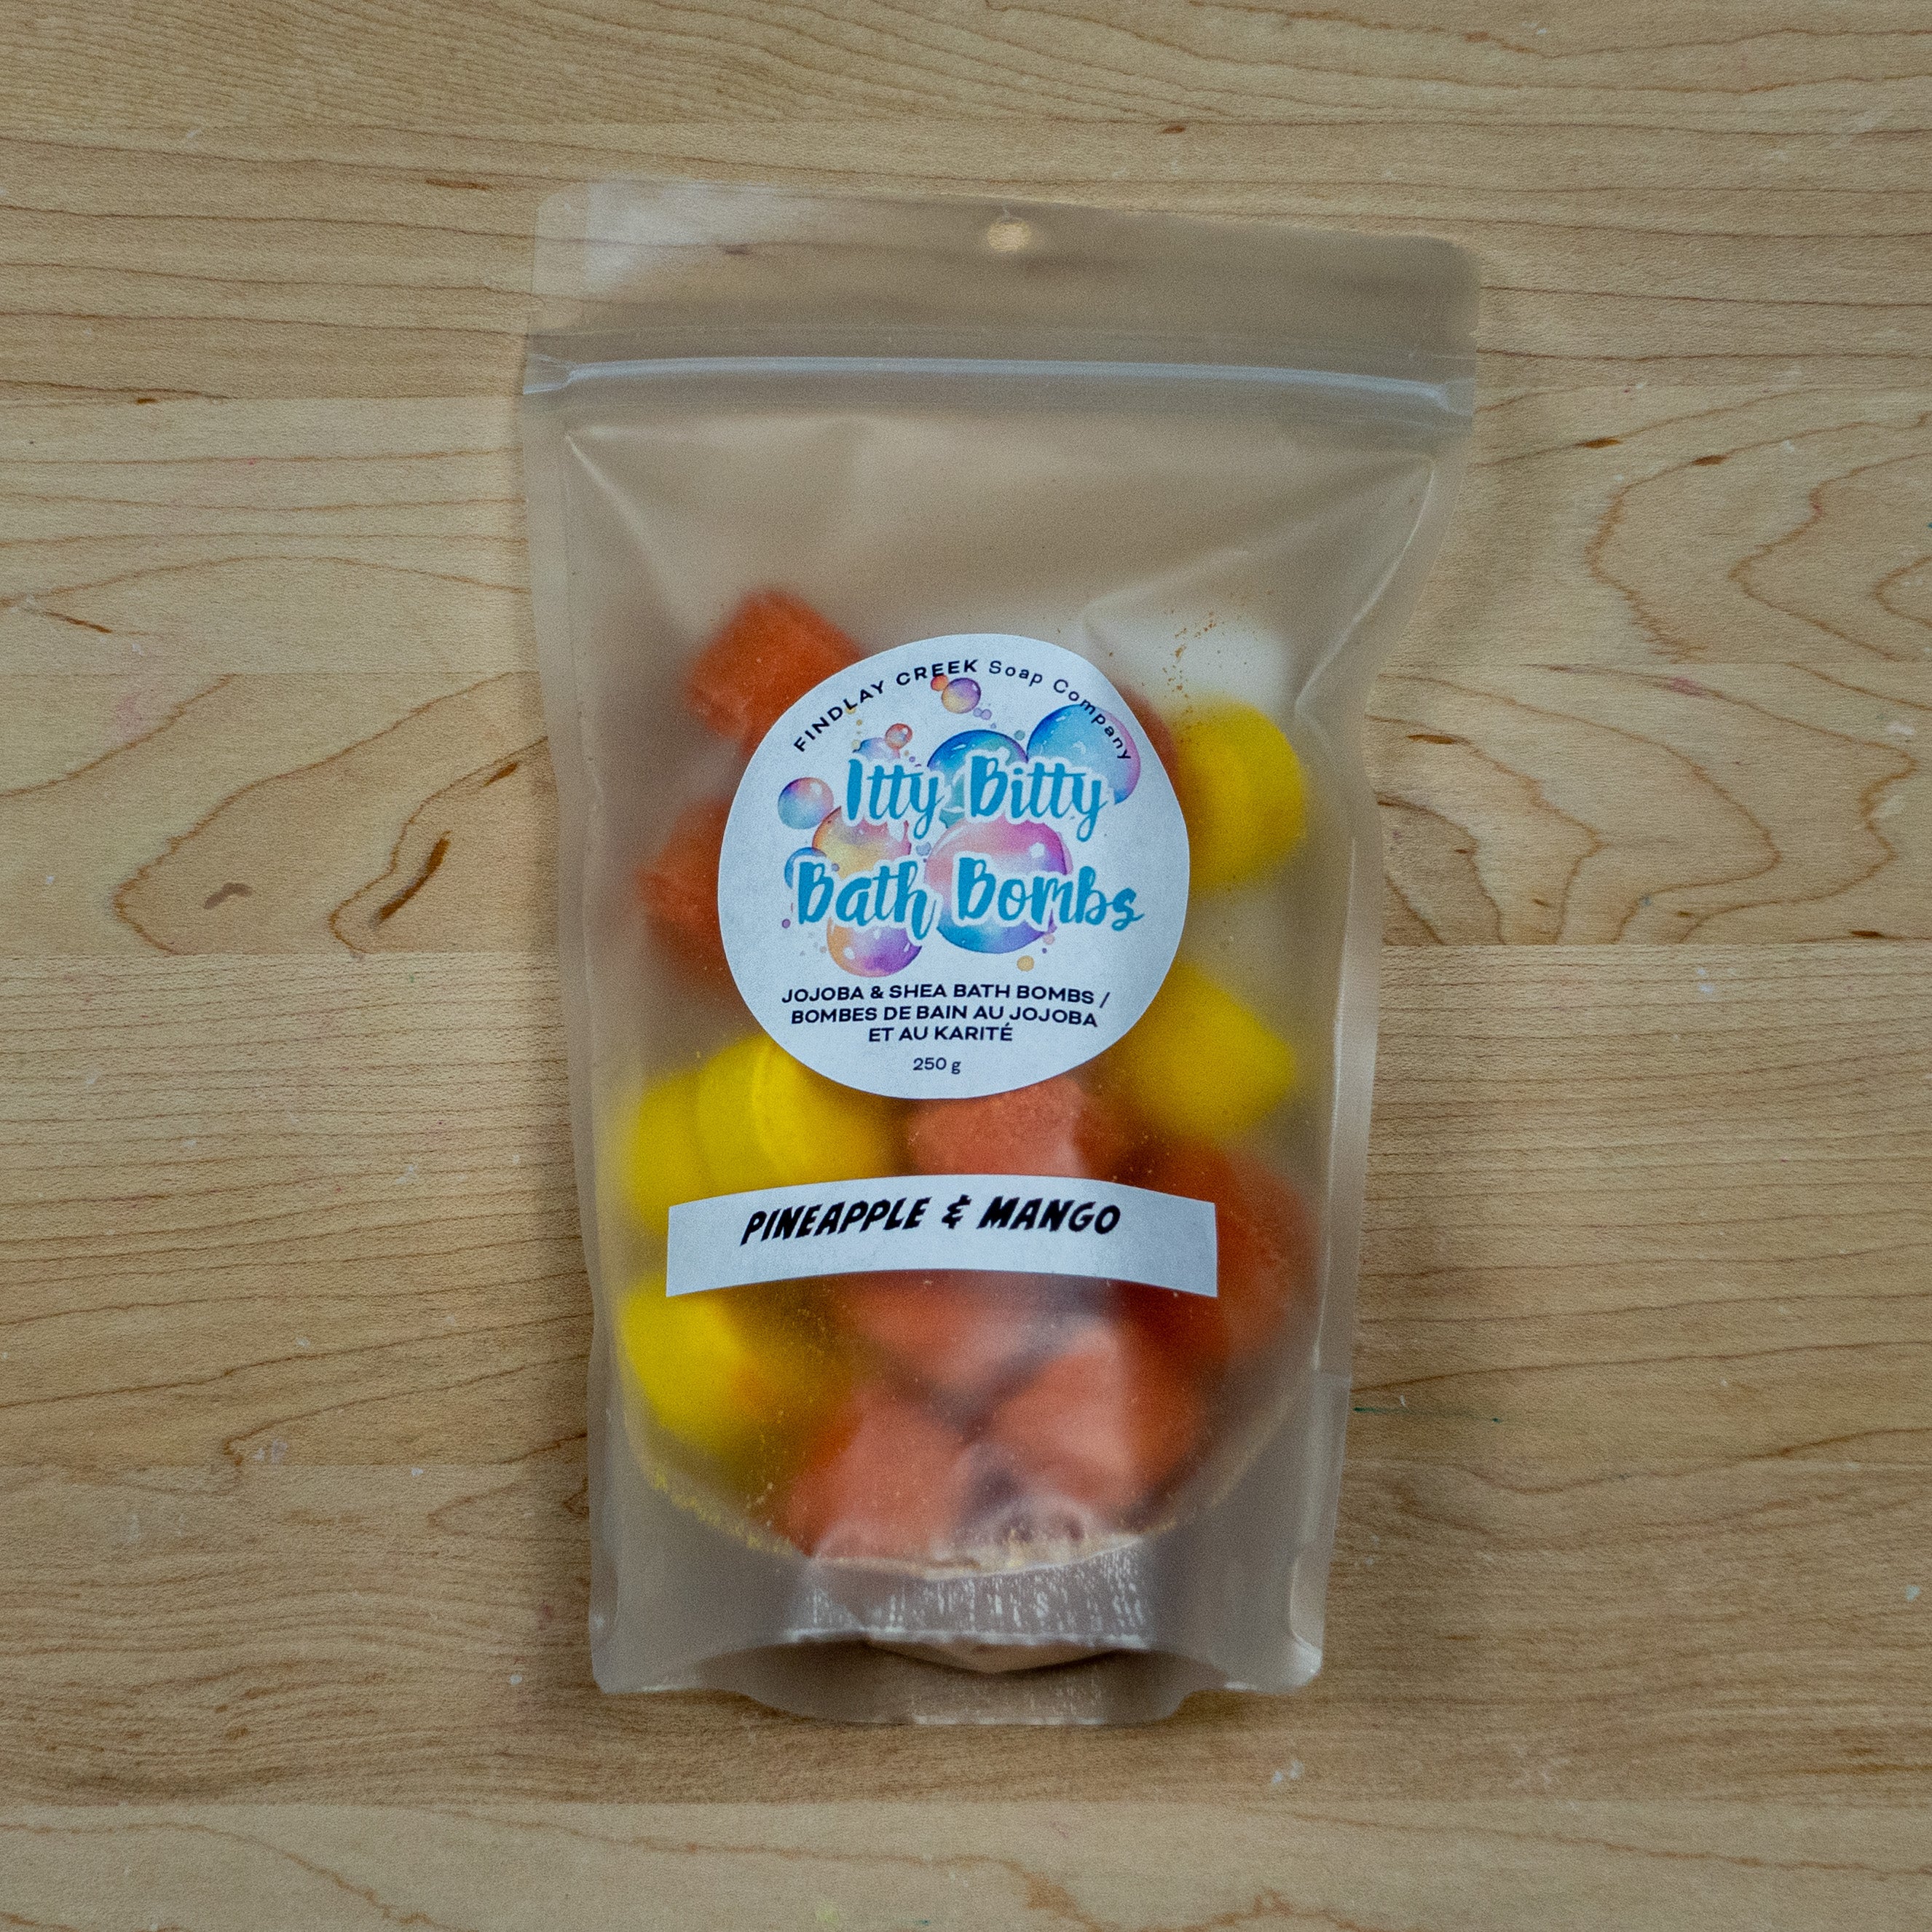 FINDLAY CREEK Soap Company
Itty Bitty
Bath Bombs
JOJOBA & SHEA BATH BOMBS /
BOMBES DE BAIN AU JOJOBA
ET AU KARITÉ
250 g
PINEAPPLE & MANGO